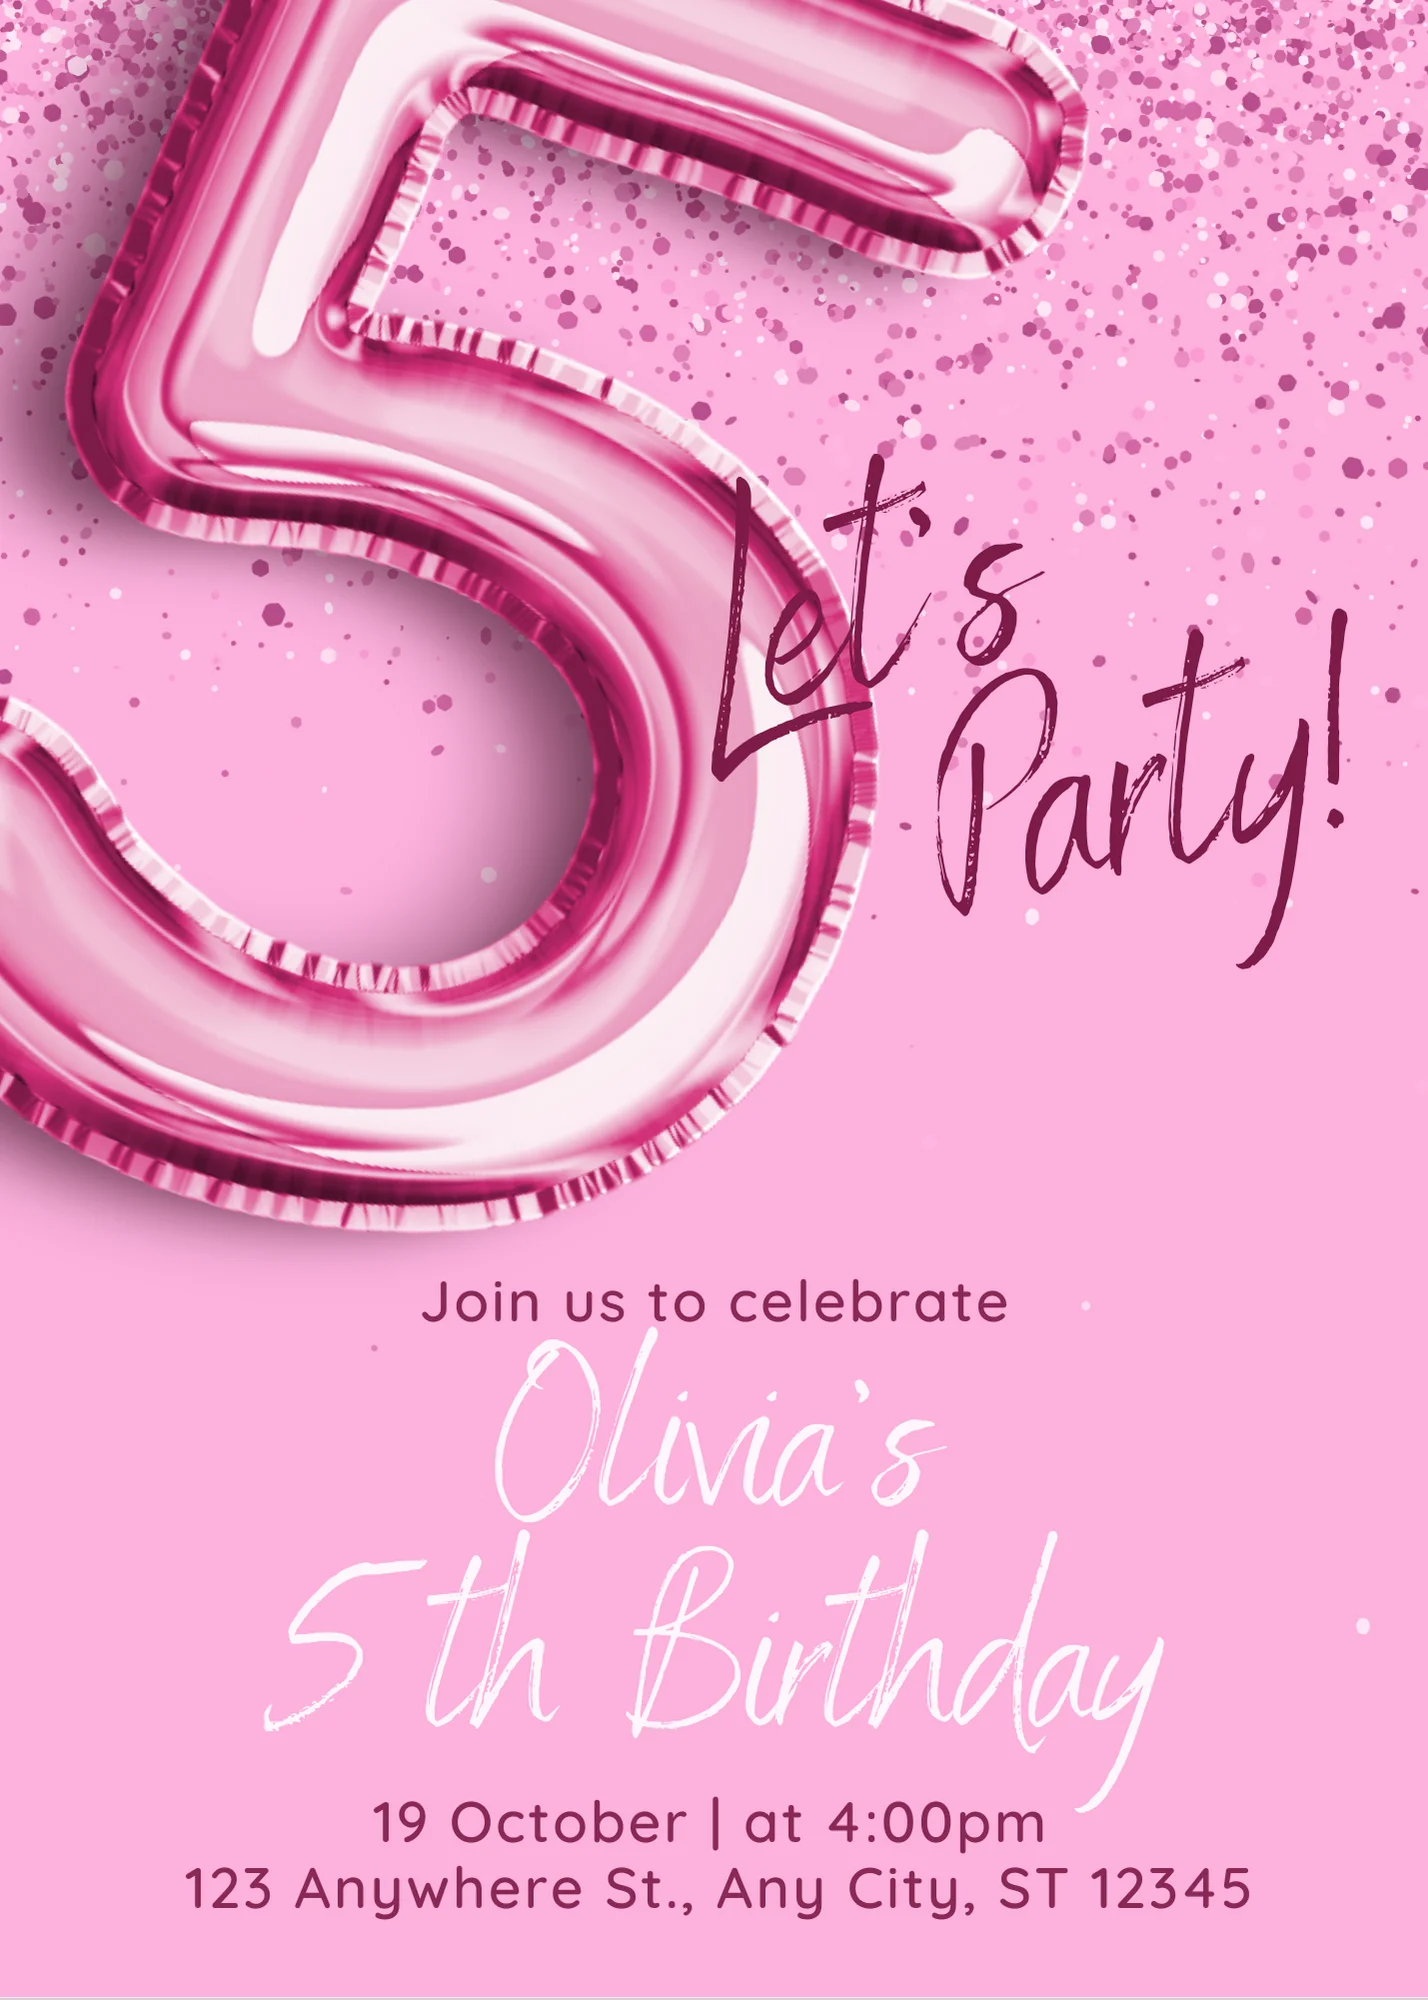 5
Let's
Party!
Join us to celebrate
Olivia's
5th Birthday
19 October | at 4:00pm
123 Anywhere St., Any City, ST 12345